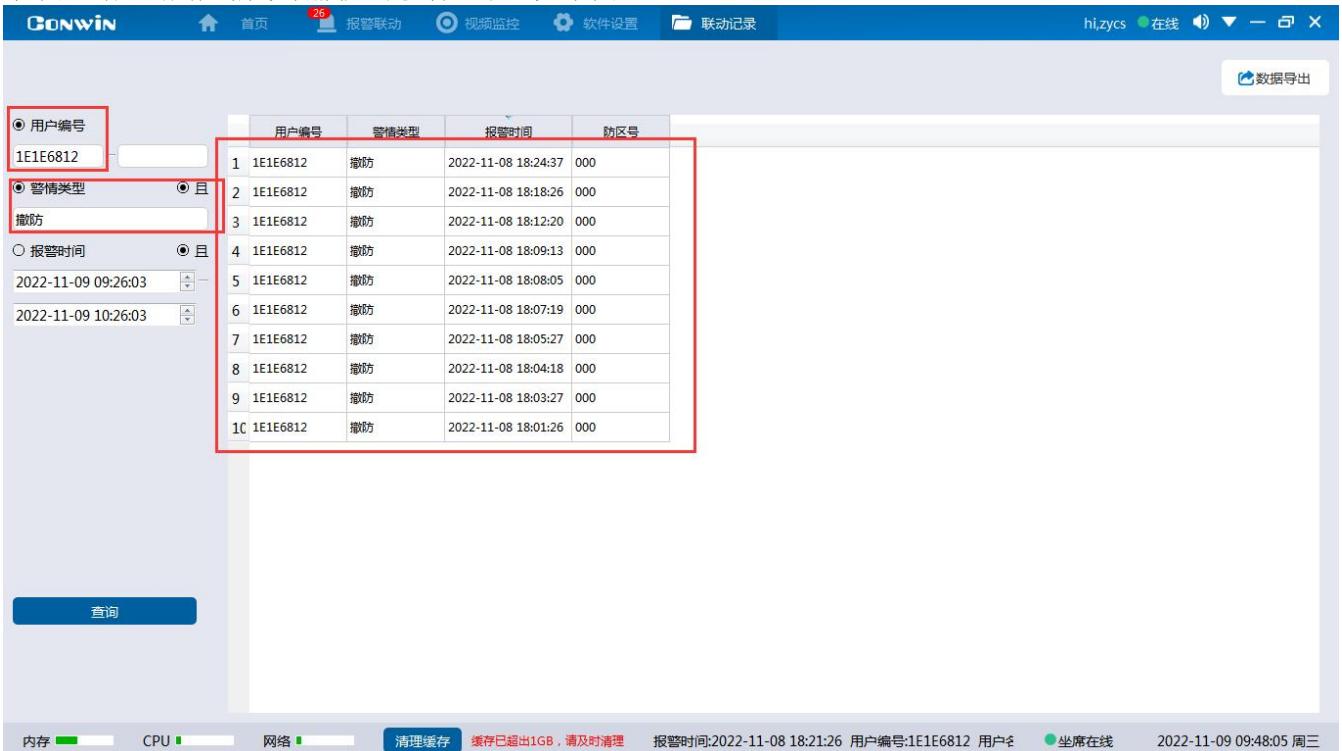 CONWIN 首页 26 报警联动 视频监控 软件设置 联动记录 hi,zycs 在线
数据导出
用户编号
1E1E6812
警情类型 且
撤防
报警时间 且
2022-11-09 09:26:03
2022-11-09 10:26:03
查询
用户编号 警情类型 报警时间 防区号
1 1E1E6812 撤防 2022-11-08 18:24:37 000
2 1E1E6812 撤防 2022-11-08 18:18:26 000
3 1E1E6812 撤防 2022-11-08 18:12:20 000
4 1E1E6812 撤防 2022-11-08 18:09:13 000
5 1E1E6812 撤防 2022-11-08 18:08:05 000
6 1E1E6812 撤防 2022-11-08 18:07:19 000
7 1E1E6812 撤防 2022-11-08 18:05:27 000
8 1E1E6812 撤防 2022-11-08 18:04:18 000
9 1E1E6812 撤防 2022-11-08 18:03:27 000
10 1E1E6812 撤防 2022-11-08 18:01:26 000
内存 CPU 网络 清理缓存 缓存已超出1GB，请及时清理 报警时间:2022-11-08 18:21:26 用户编号:1E1E6812 用户 坐席在线 2022-11-09 09:48:05 周三